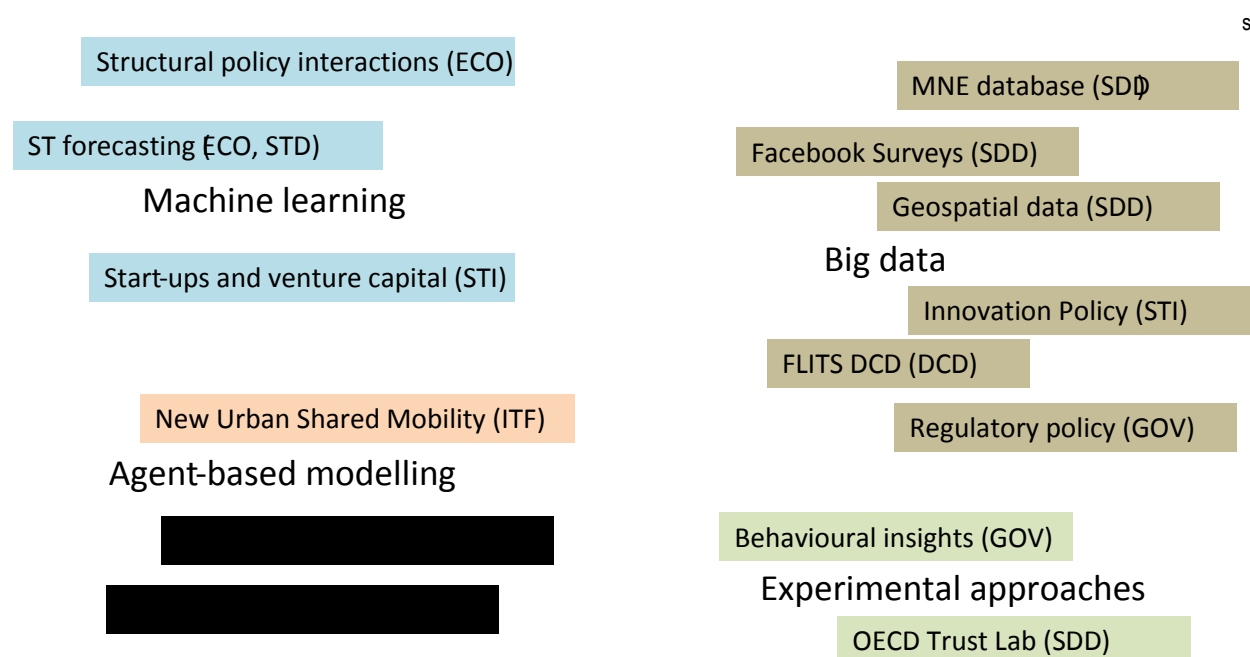 s
Structural policy interactions (ECO)
ST forecasting (ECO, STD)
Machine learning
Start-ups and venture capital (STI)
New Urban Shared Mobility (ITF)
Agent-based modelling
MNE database (SDD)
Facebook Surveys (SDD)
Geospatial data (SDD)
Big data
Innovation Policy (STI)
FLITS DCD (DCD)
Regulatory policy (GOV)
Behavioural insights (GOV)
Experimental approaches
OECD Trust Lab (SDD)